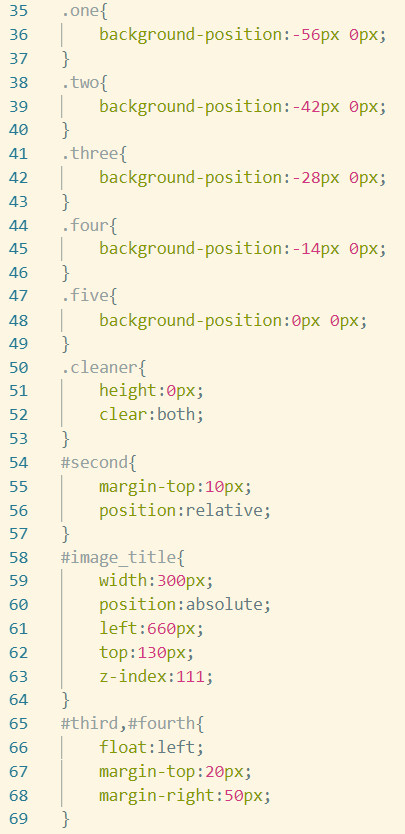 35 .one{
36 background-position:-56px 0px;
37 }
38 .two{
39 background-position:-42px 0px;
40 }
41 .three{
42 background-position:-28px 0px;
43 }
44 .four{
45 background-position:-14px 0px;
46 }
47 .five{
48 background-position:0px 0px;
49 }
50 .cleaner{
51 height:0px;
52 clear:both;
53 }
54 #second{
55 margin-top:10px;
56 position:relative;
57 }
58 #image_title{
59 width:300px;
60 position:absolute;
61 left:660px;
62 top:130px;
63 z-index:111;
64 }
65 #third,#fourth{
66 float:left;
67 margin-top:20px;
68 margin-right:50px;
69 }